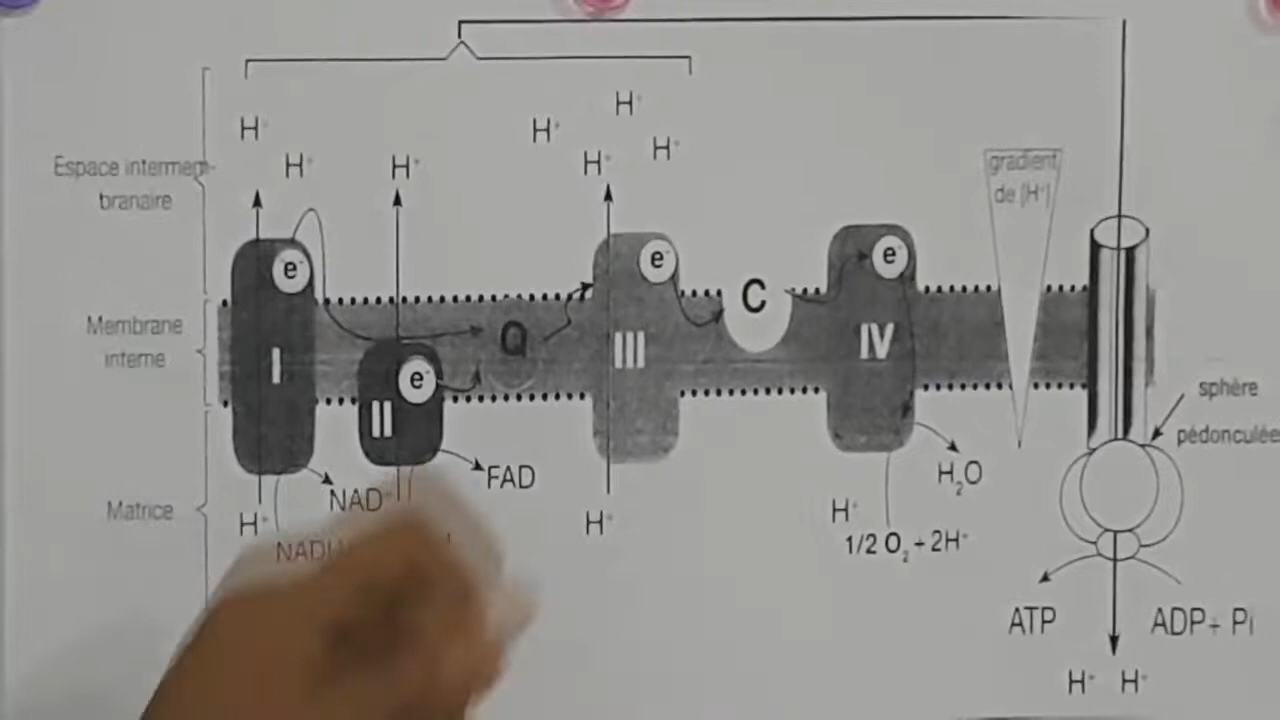 H⁺
H⁺
H⁺
H⁺
H⁺
H⁺
H⁺
Espace intermem-
branaire
gradient
de [H⁺]
e⁻
e⁻
e⁻
C
Membrane
interne
Q
I
III
IV
e⁻
II
sphère
pédonculée
FAD
NAD⁺
H₂O
Matrice
H⁺
H⁺
H⁺
1/2 O₂ + 2H⁺
ATP
ADP+ Pi
H⁺ H⁺